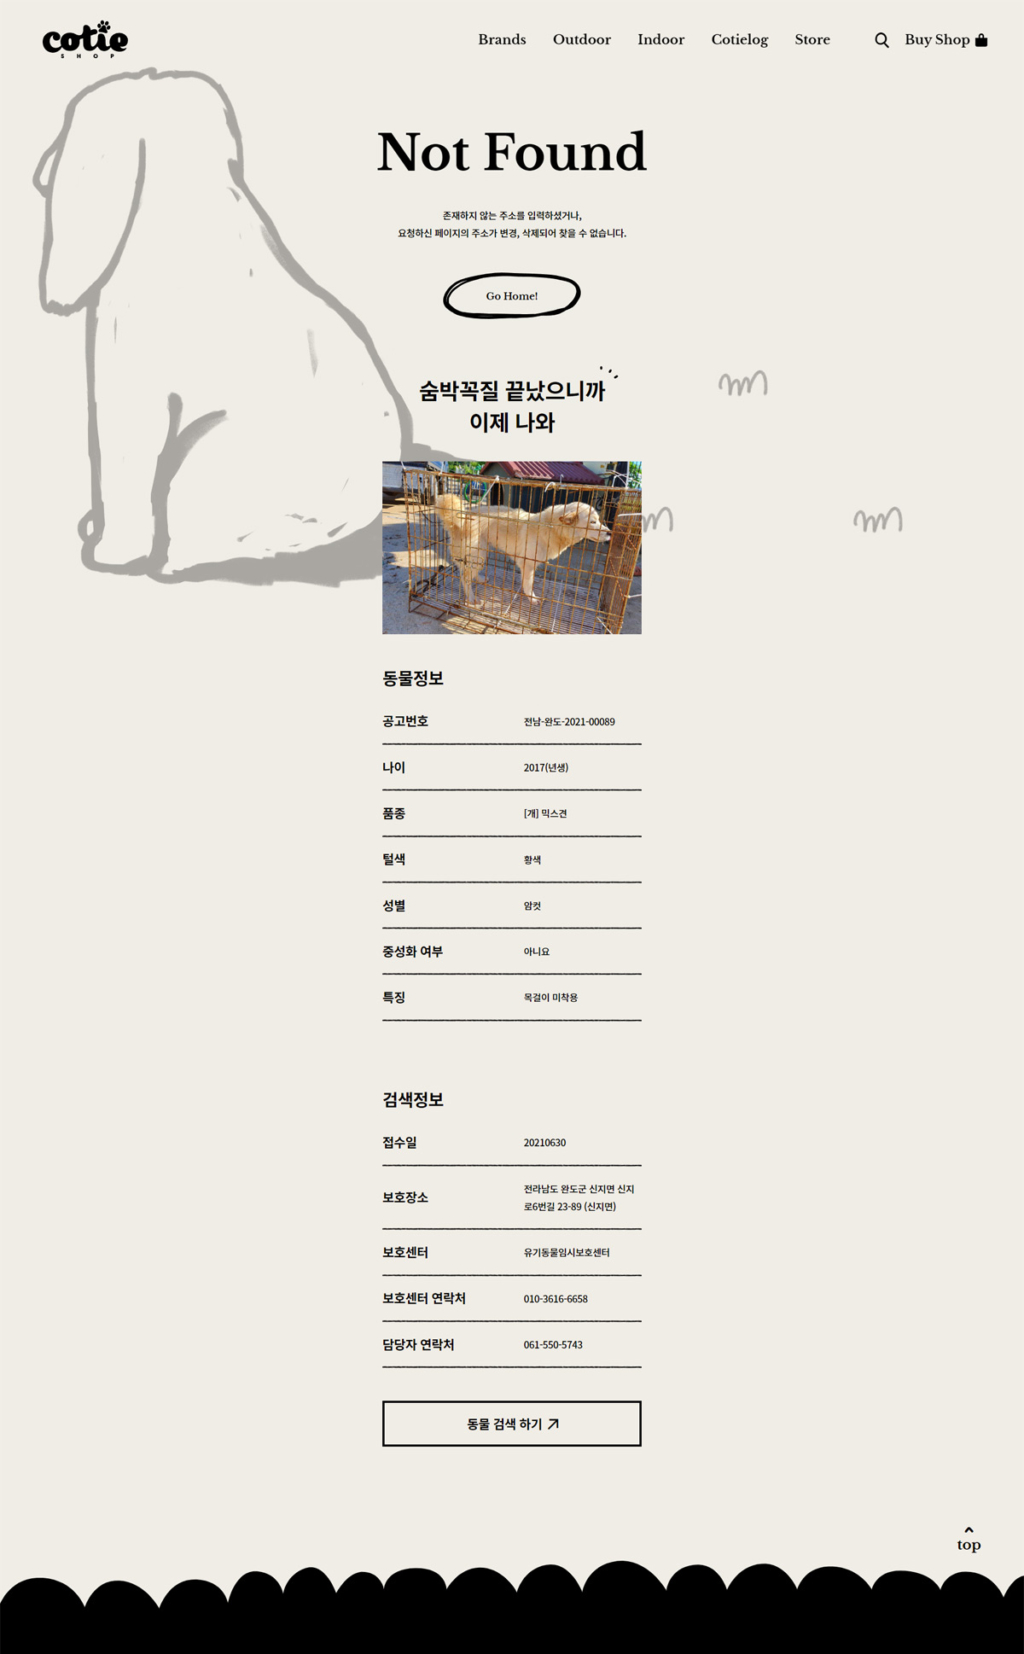 cotie
SHOP
Brands
Outdoor
Indoor
Cotielog
Store
Buy Shop
Not Found
존재하지 않는 주소를 입력하셨거나,
요청하신 페이지의 주소가 변경, 삭제되어 찾을 수 없습니다.
Go Home!
숨박꼭질 끝났으니까
이제 나와
동물정보
공고번호 전남-완도-2021-00089
나이 2017(년생)
품종 [개] 믹스견
털색 황색
성별 암컷
중성화 여부 아니요
특징 목걸이 미착용
검색정보
접수일 20210630
보호장소 전라남도 완도군 신지면 신지
로6번길 23-89 (신지면)
보호센터 유기동물임시보호센터
보호센터 연락처 010-3616-6658
담당자 연락처 061-550-5743
동물 검색 하기
top